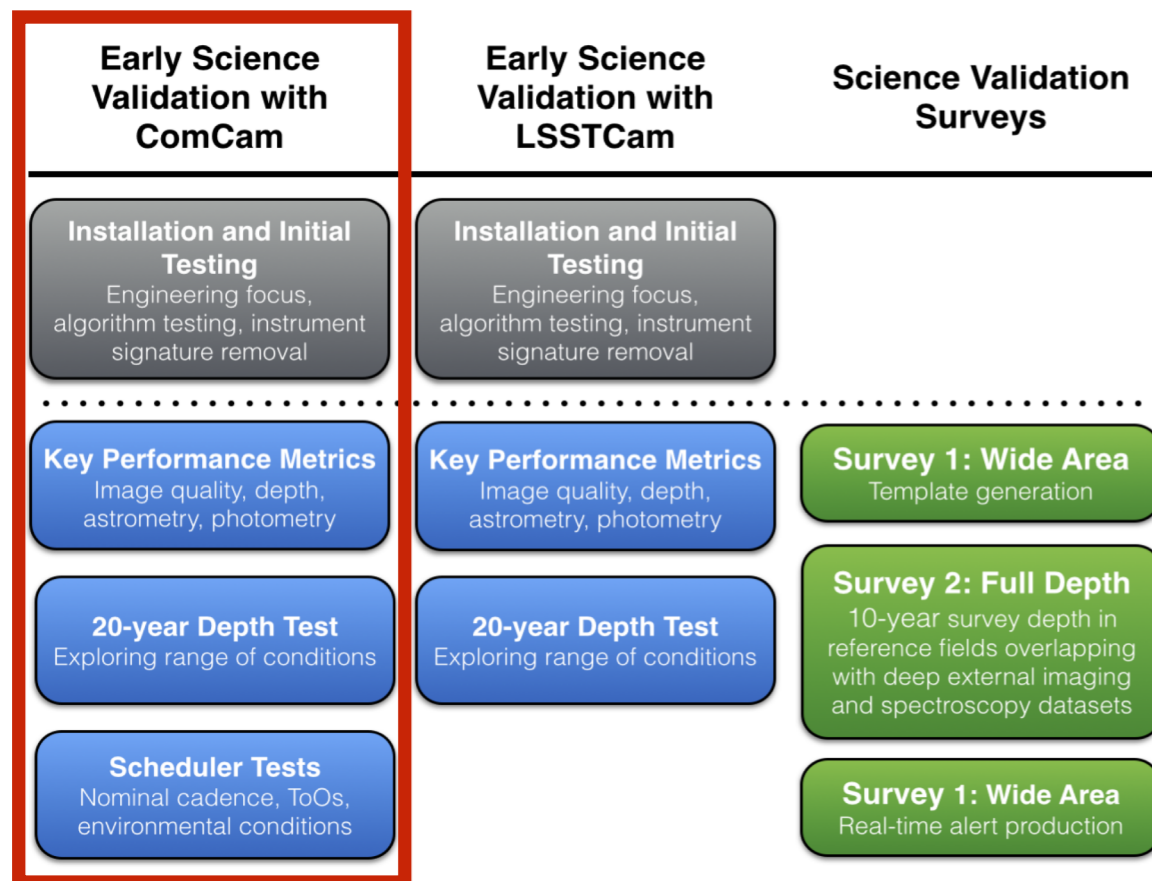 Early Science
Validation with
ComCam
Early Science
Validation with
LSSTCam
Science Validation
Surveys
Installation and Initial
Testing
Engineering focus,
algorithm testing, instrument
signature removal
Installation and Initial
Testing
Engineering focus,
algorithm testing, instrument
signature removal
Key Performance Metrics
Image quality, depth,
astrometry, photometry
Key Performance Metrics
Image quality, depth,
astrometry, photometry
Survey 1: Wide Area
Template generation
20-year Depth Test
Exploring range of conditions
20-year Depth Test
Exploring range of conditions
Survey 2: Full Depth
10-year survey depth in
reference fields overlapping
with deep external imaging
and spectroscopy datasets
Scheduler Tests
Nominal cadence, ToOs,
environmental conditions
Survey 1: Wide Area
Real-time alert production